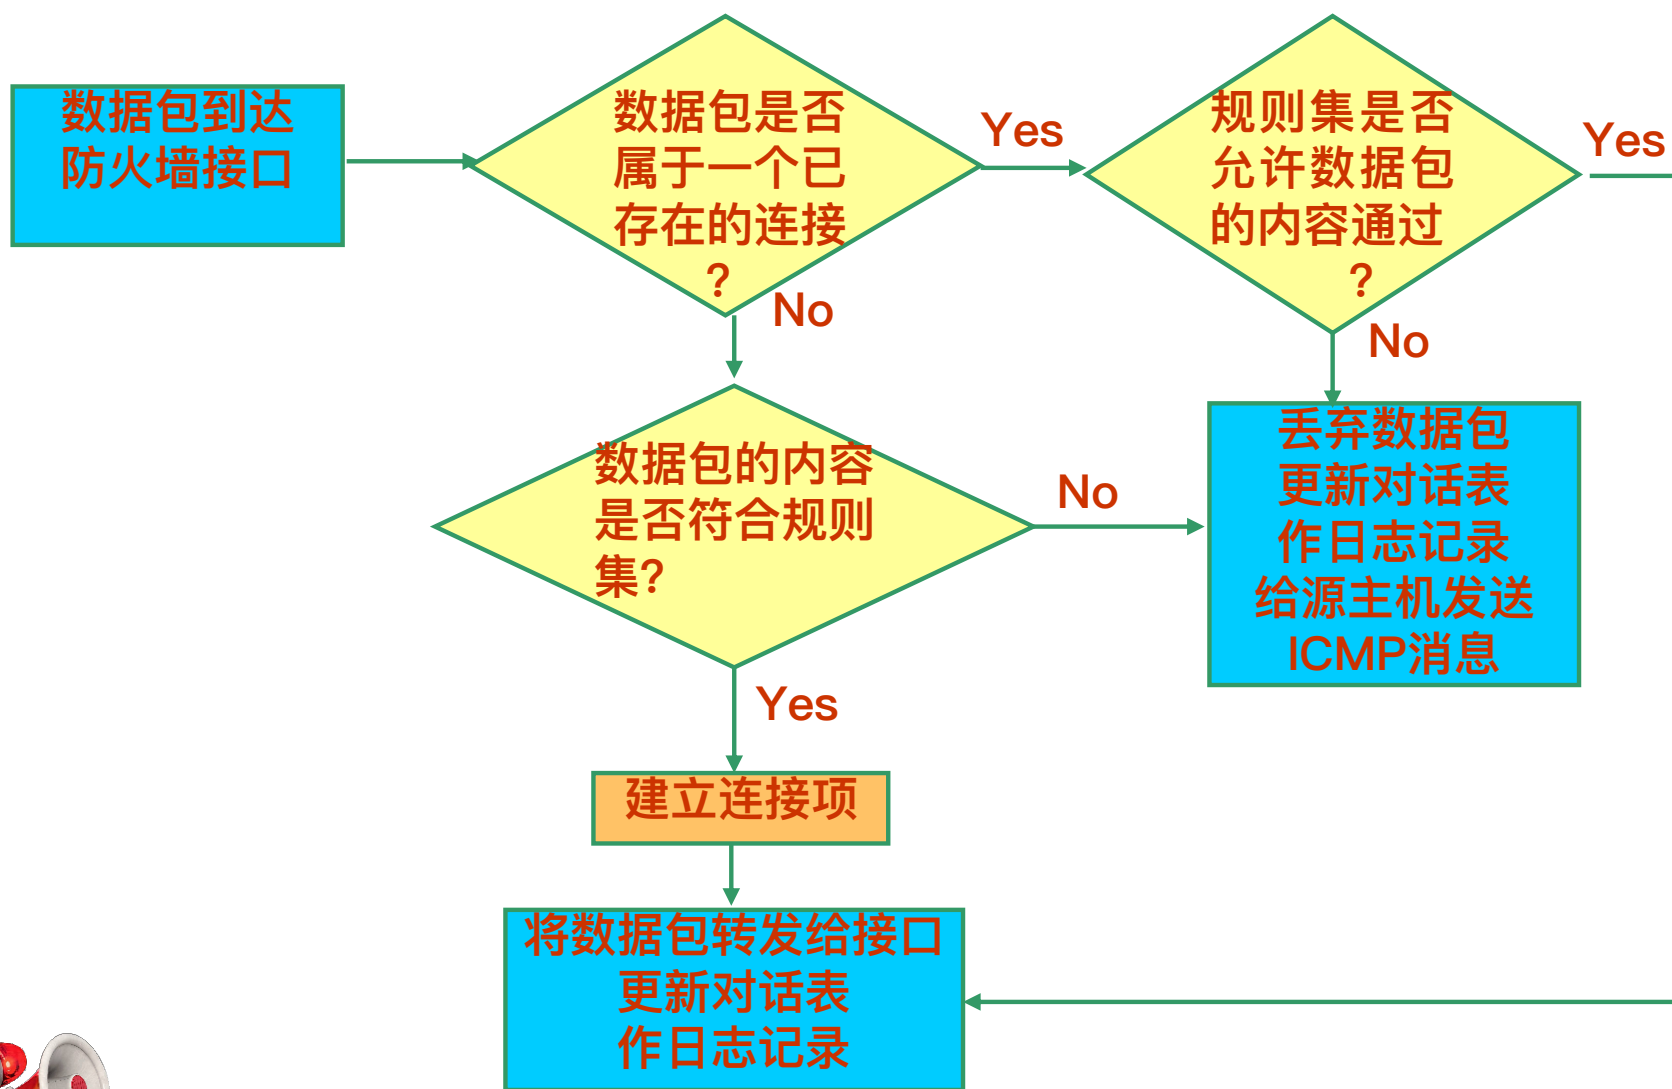 数据包到达
防火墙接口
数据包是否
属于一个已
存在的连接
？
Yes
规则集是否
允许数据包
的内容通过
？
Yes
No
No
数据包的内容
是否符合规则
集?
No
丢弃数据包
更新对话表
作日志记录
给源主机发送
ICMP消息
Yes
建立连接项
将数据包转发给接口
更新对话表
作日志记录